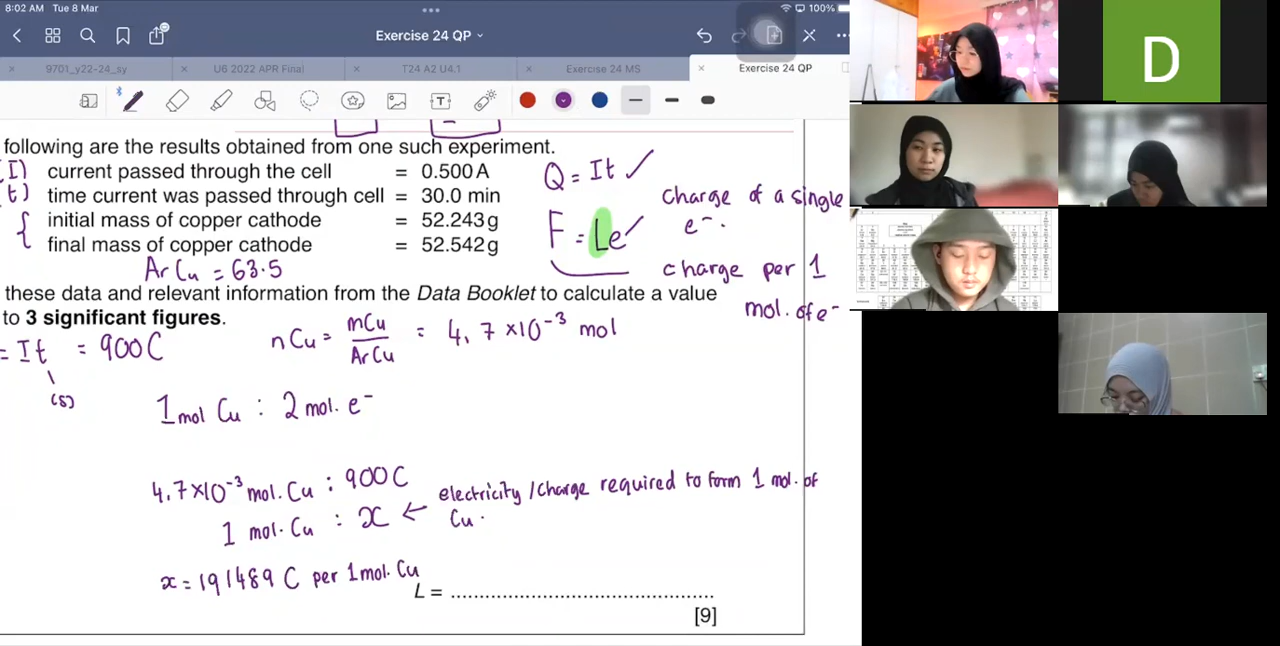 8:02 AM Tue 8 Mar
100%
Exercise 24 QP
9701_y22-24_sy
U6 2022 APR Final
T24 A2 U4.1
Exercise 24 MS
Exercise 24 QP
following are the results obtained from one such experiment.
I) current passed through the cell = 0.500 A
t) time current was passed through cell = 30.0 min
{ initial mass of copper cathode = 52.243 g
final mass of copper cathode = 52.542 g
Q = It ✓
F = Le ✓
charge of a single
e⁻.
charge per 1
mol. of e⁻
Ar Cu = 63.5
these data and relevant information from the Data Booklet to calculate a value
to 3 significant figures.
= It = 900 C
(s)
nCu = mCu / ArCu = 4.7 × 10⁻³ mol
1 mol Cu : 2 mol. e⁻
4.7 × 10⁻³ mol. Cu : 900 C
1 mol. Cu : x ← electricity / charge required to form 1 mol. of
Cu.
x = 191489 C per 1 mol. Cu
L = ..........................................................
[9]
D